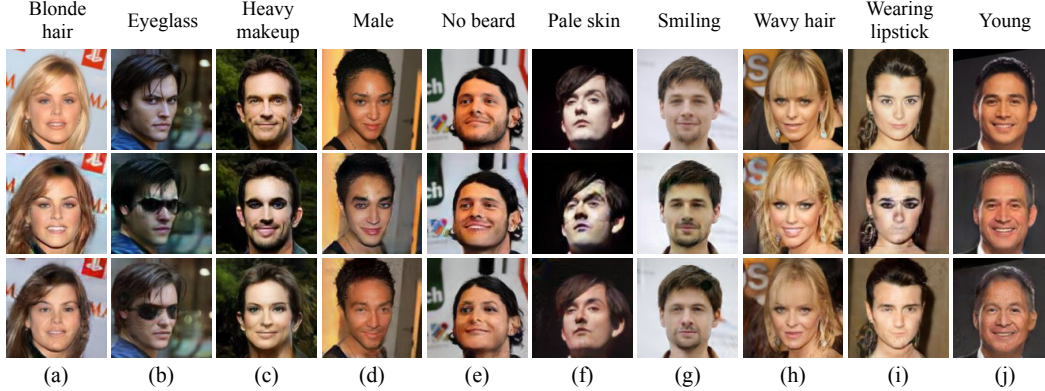 Blonde
hair
Eyeglass
Heavy
makeup
Male
No beard
Pale skin
Smiling
Wavy hair
Wearing
lipstick
Young
(a)
(b)
(c)
(d)
(e)
(f)
(g)
(h)
(i)
(j)